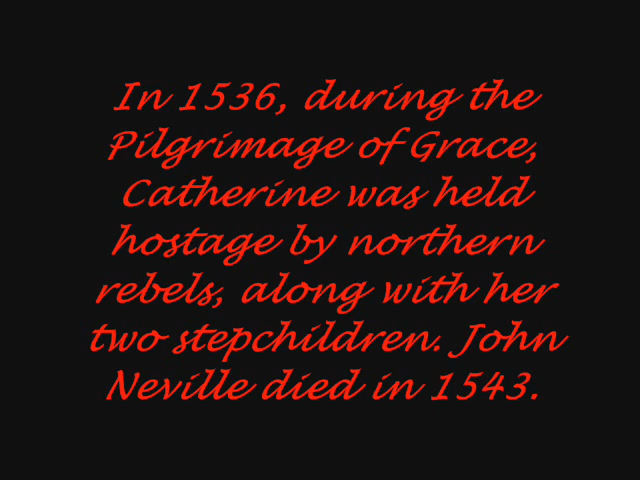 In 1536, during the
Pilgrimage of Grace,
Catherine was held
hostage by northern
rebels, along with her
two stepchildren. John
Neville died in 1543.